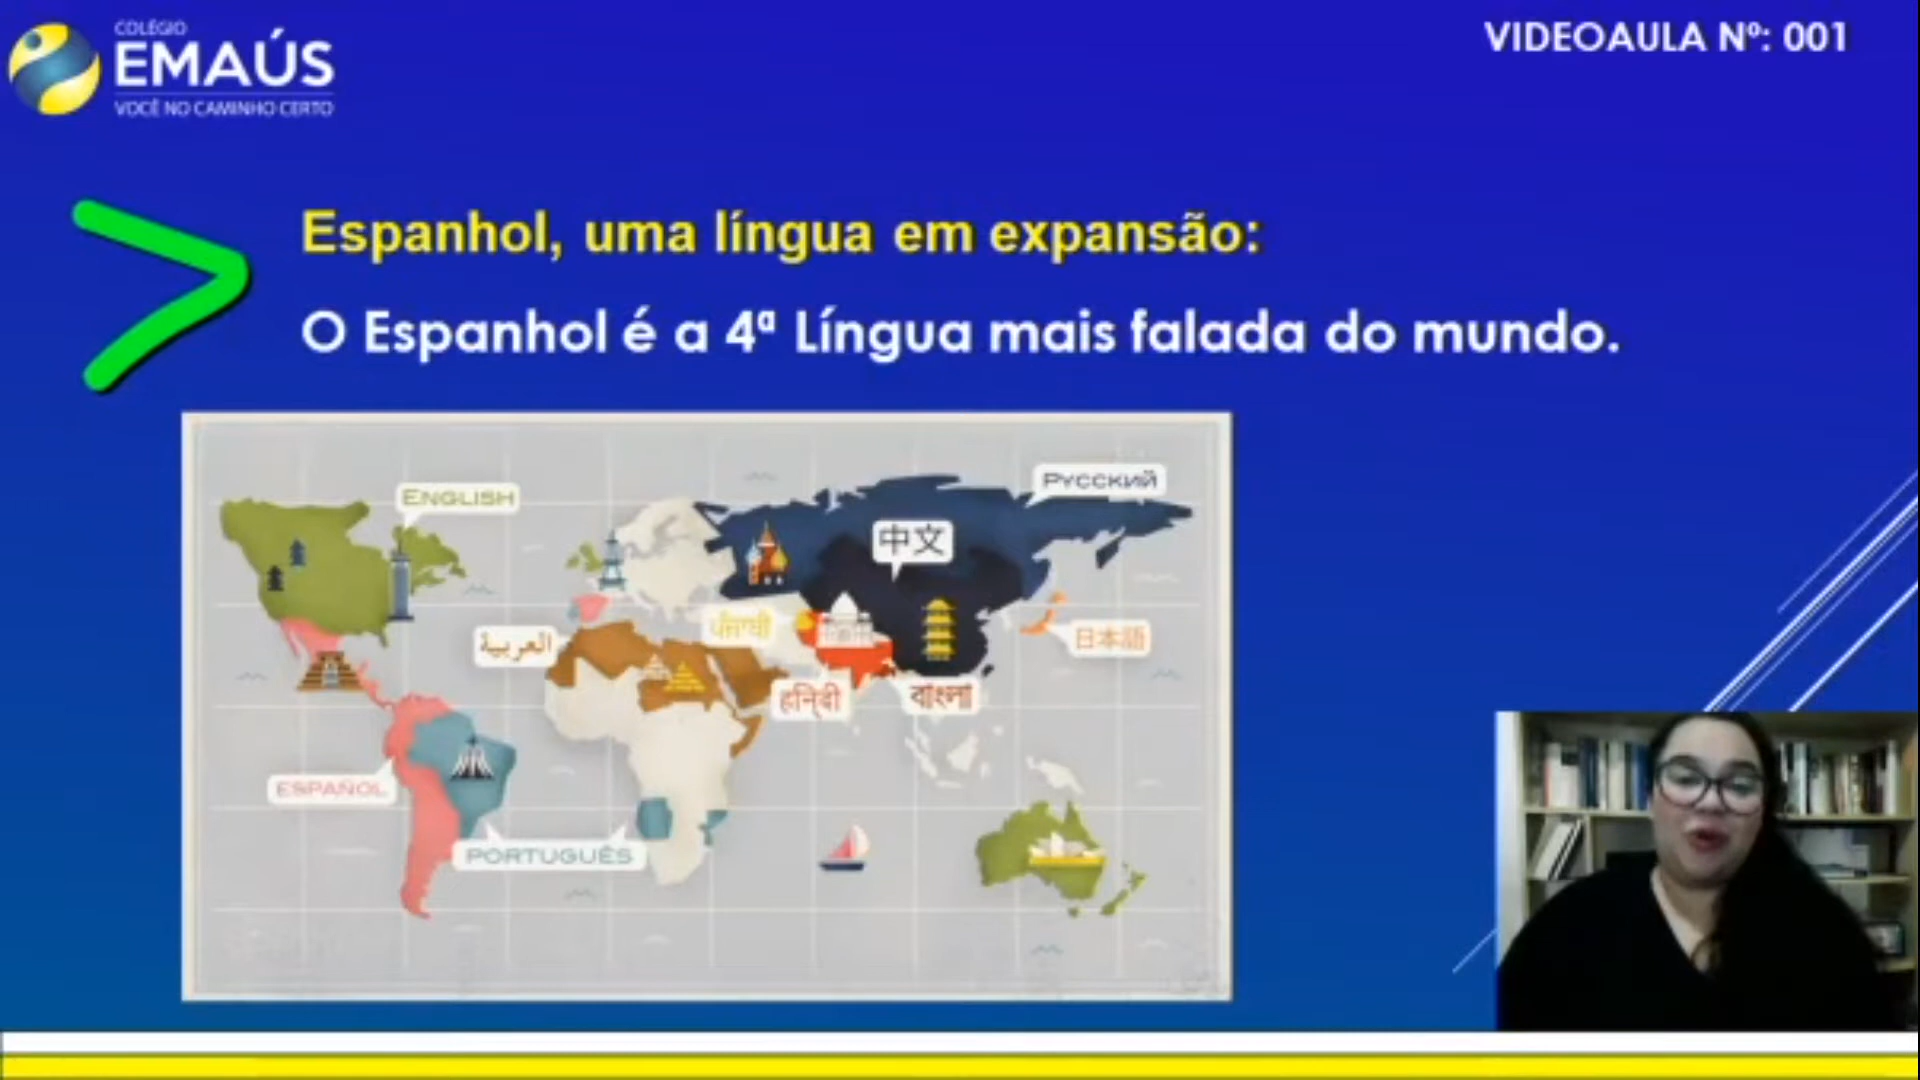 COLÉGIO
EMAÚS
VOCÊ NO CAMINHO CERTO
VIDEOAULA Nº: 001
Espanhol, uma língua em expansão:
O Espanhol é a 4ª Língua mais falada do mundo.
ENGLISH
РУССКИЙ
中文
العربية
ਪੰਜਾਬੀ
日本語
हिन्दी
বাংলা
ESPAÑOL
PORTUGUÊS